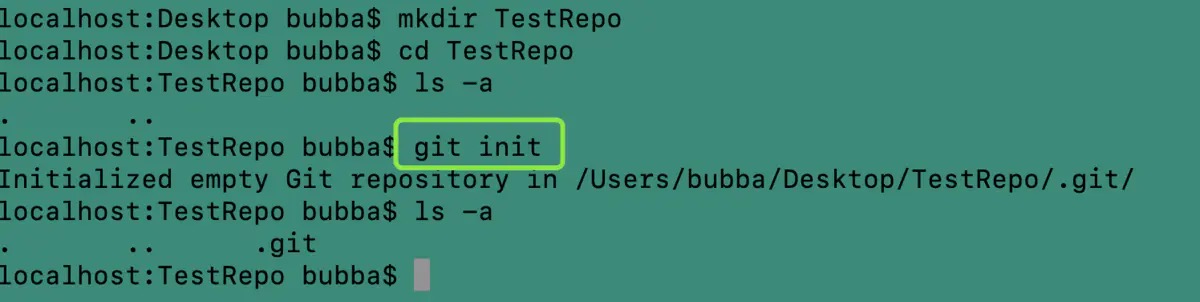 localhost:Desktop bubba$ mkdir TestRepo
localhost:Desktop bubba$ cd TestRepo
localhost:TestRepo bubba$ ls -a
.       ..
localhost:TestRepo bubba$ git init
Initialized empty Git repository in /Users/bubba/Desktop/TestRepo/.git/
localhost:TestRepo bubba$ ls -a
.       ..      .git
localhost:TestRepo bubba$